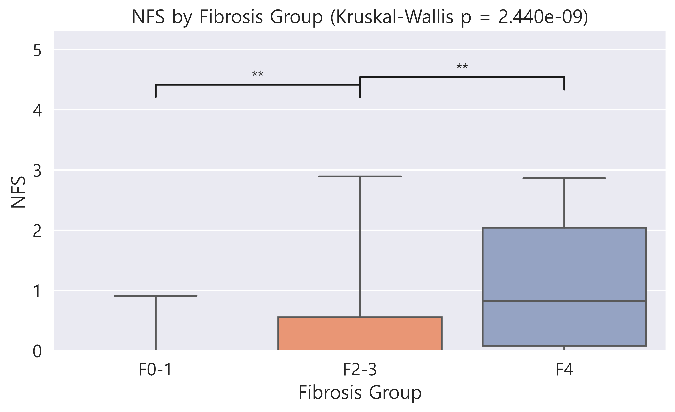 NFS by Fibrosis Group (Kruskal-Wallis p = 2.440e-09)
5
4
3
2
1
0
NFS
**
**
F0-1
F2-3
F4
Fibrosis Group